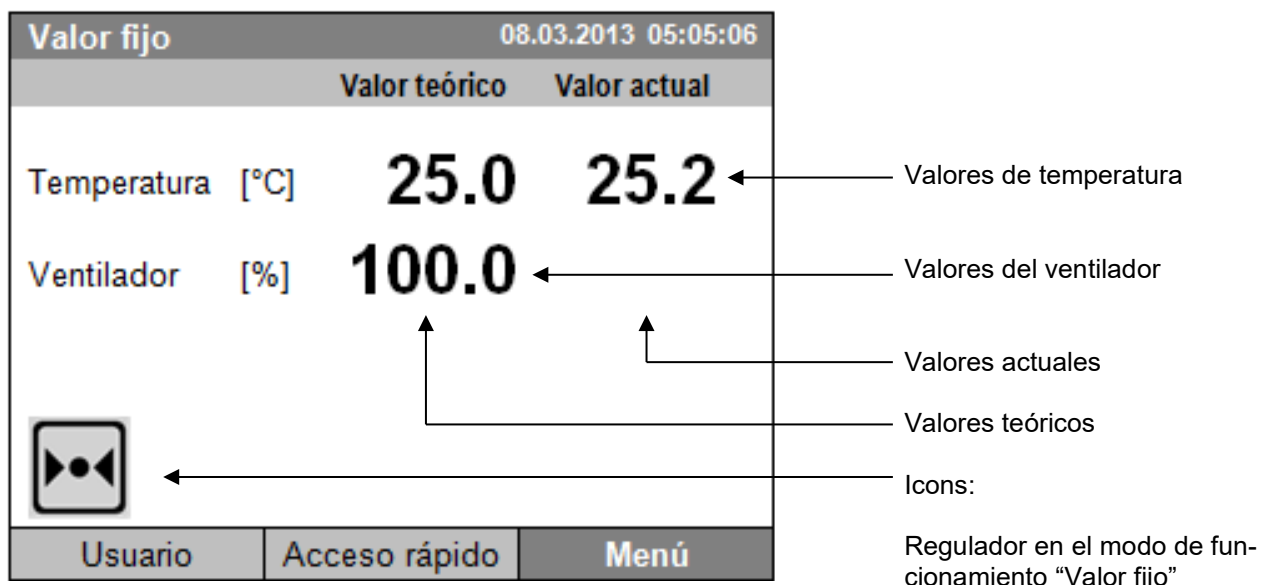 Valor fijo 08.03.2013 05:05:06
Valor teórico Valor actual
Temperatura [°C] 25.0 25.2
Valores de temperatura
Ventilador [%] 100.0
Valores del ventilador
Valores actuales
Valores teóricos
Icons:
Regulador en el modo de fun-
cionamiento “Valor fijo”
Usuario Acceso rápido Menú